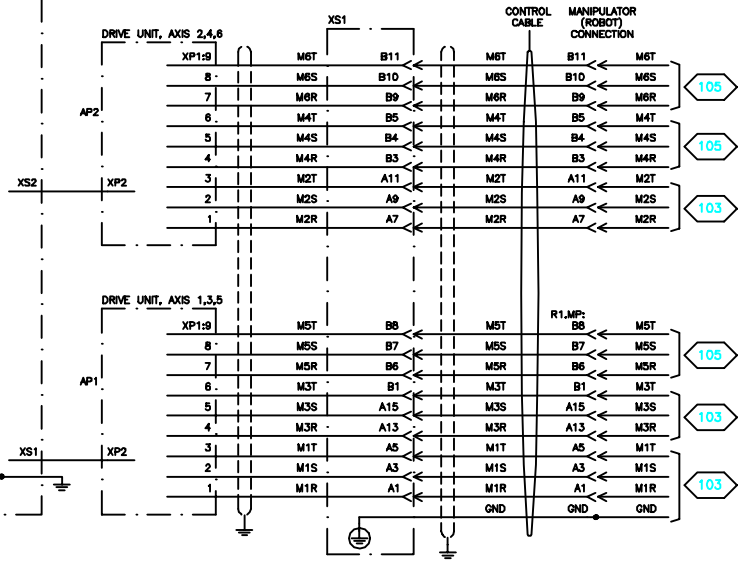 XS1
CONTROL CABLE
MANIPULATOR (ROBOT) CONNECTION
DRIVE UNIT, AXIS 2,4,6
XP1:9 M6T B11 M6T B11 M6T
8 M6S B10 M6S B10 M6S
105
7 M6R B9 M6R B9 M6R
AP2
6 M4T B5 M4T B5 M4T
5 M4S B4 M4S B4 M4S
105
4 M4R B3 M4R B3 M4R
XS2 XP2
3 M2T A11 M2T A11 M2T
2 M2S A9 M2S A9 M2S
103
1 M2R A7 M2R A7 M2R
DRIVE UNIT, AXIS 1,3,5
R1.MP:
XP1:9 M5T B8 M5T B8 M5T
8 M5S B7 M5S B7 M5S
105
7 M5R B6 M5R B6 M5R
AP1
6 M3T B1 M3T B1 M3T
5 M3S A15 M3S A15 M3S
103
4 M3R A13 M3R A13 M3R
XS1 XP2
3 M1T A5 M1T A5 M1T
2 M1S A3 M1S A3 M1S
103
1 M1R A1 M1R A1 M1R
GND GND GND